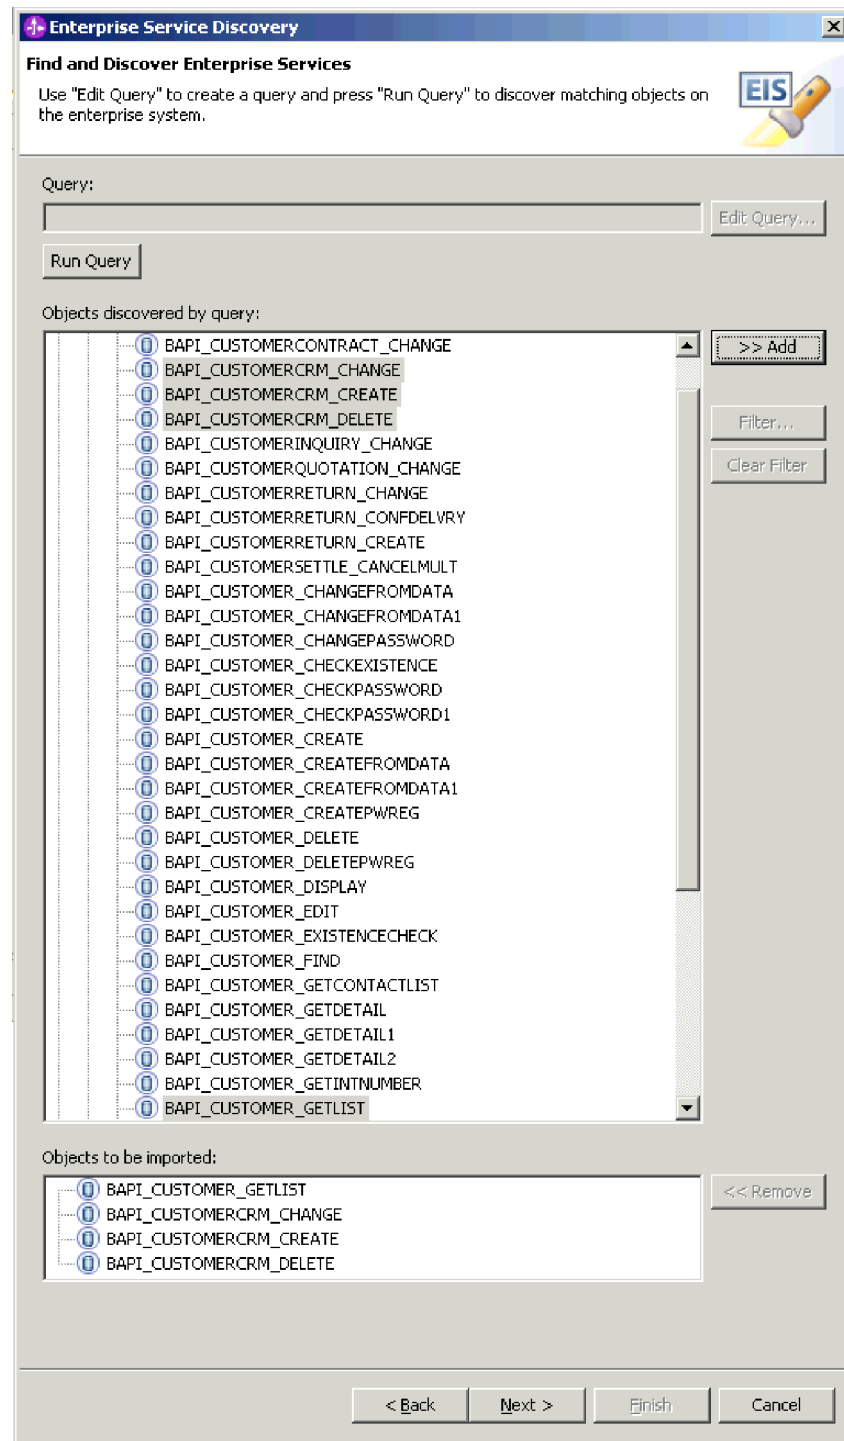 Enterprise Service Discovery
Find and Discover Enterprise Services
Use "Edit Query" to create a query and press "Run Query" to discover matching objects on
the enterprise system.
EIS
Query:
Edit Query...
Run Query
Objects discovered by query:
BAPI_CUSTOMERCONTRACT_CHANGE
>> Add
BAPI_CUSTOMERCRM_CHANGE
BAPI_CUSTOMERCRM_CREATE
BAPI_CUSTOMERCRM_DELETE
Filter...
BAPI_CUSTOMERINQUIRY_CHANGE
BAPI_CUSTOMERQUOTATION_CHANGE
Clear Filter
BAPI_CUSTOMERRETURN_CHANGE
BAPI_CUSTOMERRETURN_CONFDELVRY
BAPI_CUSTOMERRETURN_CREATE
BAPI_CUSTOMERSETTLE_CANCELMULT
BAPI_CUSTOMER_CHANGEFROMDATA
BAPI_CUSTOMER_CHANGEFROMDATA1
BAPI_CUSTOMER_CHANGEPASSWORD
BAPI_CUSTOMER_CHECKEXISTENCE
BAPI_CUSTOMER_CHECKPASSWORD
BAPI_CUSTOMER_CHECKPASSWORD1
BAPI_CUSTOMER_CREATE
BAPI_CUSTOMER_CREATEFROMDATA
BAPI_CUSTOMER_CREATEFROMDATA1
BAPI_CUSTOMER_CREATEPWREG
BAPI_CUSTOMER_DELETE
BAPI_CUSTOMER_DELETEPWREG
BAPI_CUSTOMER_DISPLAY
BAPI_CUSTOMER_EDIT
BAPI_CUSTOMER_EXISTENCECHECK
BAPI_CUSTOMER_FIND
BAPI_CUSTOMER_GETCONTACTLIST
BAPI_CUSTOMER_GETDETAIL
BAPI_CUSTOMER_GETDETAIL1
BAPI_CUSTOMER_GETDETAIL2
BAPI_CUSTOMER_GETINTNUMBER
BAPI_CUSTOMER_GETLIST
Objects to be imported:
BAPI_CUSTOMER_GETLIST
<< Remove
BAPI_CUSTOMERCRM_CHANGE
BAPI_CUSTOMERCRM_CREATE
BAPI_CUSTOMERCRM_DELETE
< Back
Next >
Finish
Cancel